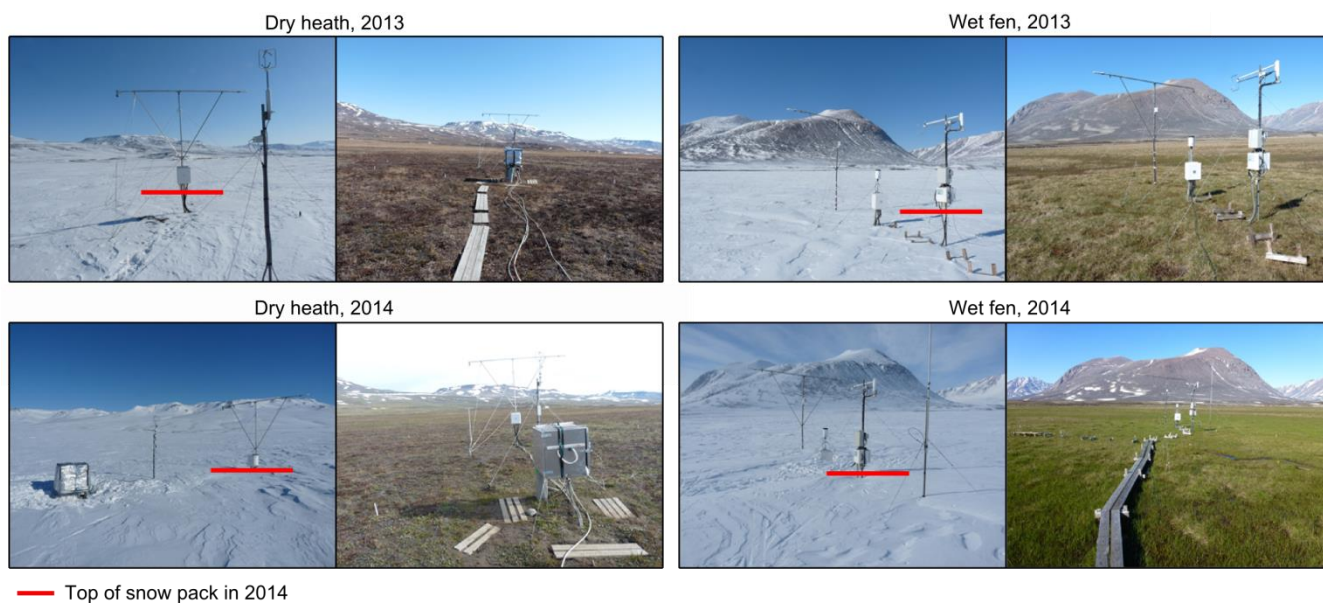 Dry heath, 2013
Wet fen, 2013
Dry heath, 2014
Wet fen, 2014
Top of snow pack in 2014